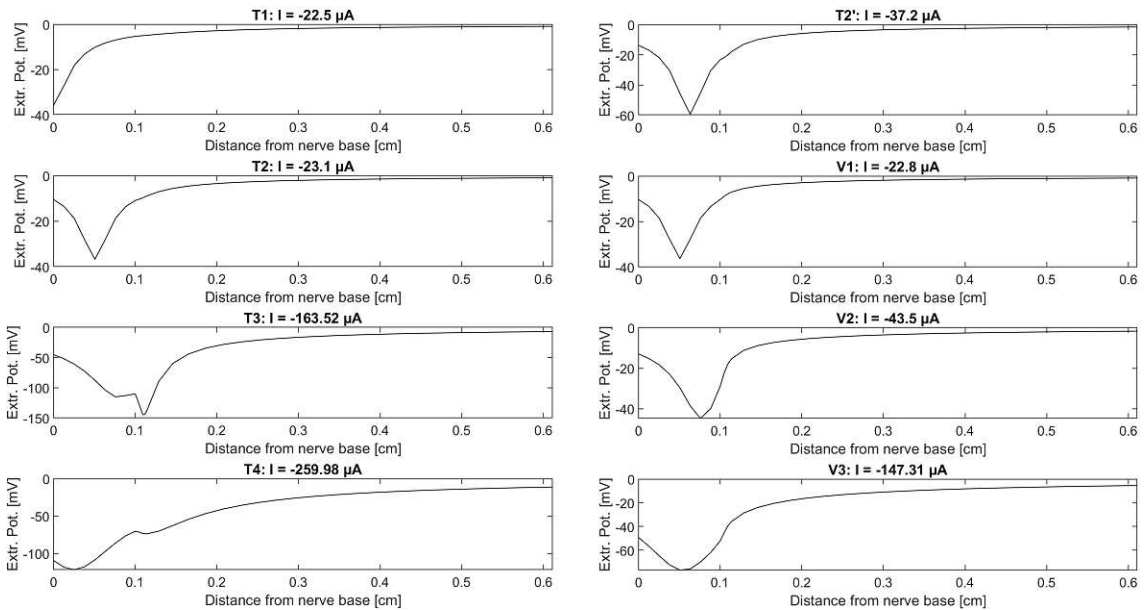 T1: I = -22.5 µA
Extr. Pot. [mV]
0
-20
-40
0 0.1 0.2 0.3 0.4 0.5 0.6
Distance from nerve base [cm]
T2: I = -23.1 µA
Extr. Pot. [mV]
0
-20
-40
0 0.1 0.2 0.3 0.4 0.5 0.6
Distance from nerve base [cm]
T3: I = -163.52 µA
Extr. Pot. [mV]
0
-50
-100
-150
0 0.1 0.2 0.3 0.4 0.5 0.6
Distance from nerve base [cm]
T4: I = -259.98 µA
Extr. Pot. [mV]
0
-50
-100
0 0.1 0.2 0.3 0.4 0.5 0.6
Distance from nerve base [cm]
T2': I = -37.2 µA
Extr. Pot. [mV]
0
-20
-40
-60
0 0.1 0.2 0.3 0.4 0.5 0.6
Distance from nerve base [cm]
V1: I = -22.8 µA
Extr. Pot. [mV]
0
-20
-40
0 0.1 0.2 0.3 0.4 0.5 0.6
Distance from nerve base [cm]
V2: I = -43.5 µA
Extr. Pot. [mV]
0
-20
-40
0 0.1 0.2 0.3 0.4 0.5 0.6
Distance from nerve base [cm]
V3: I = -147.31 µA
Extr. Pot. [mV]
0
-20
-40
-60
0 0.1 0.2 0.3 0.4 0.5 0.6
Distance from nerve base [cm]